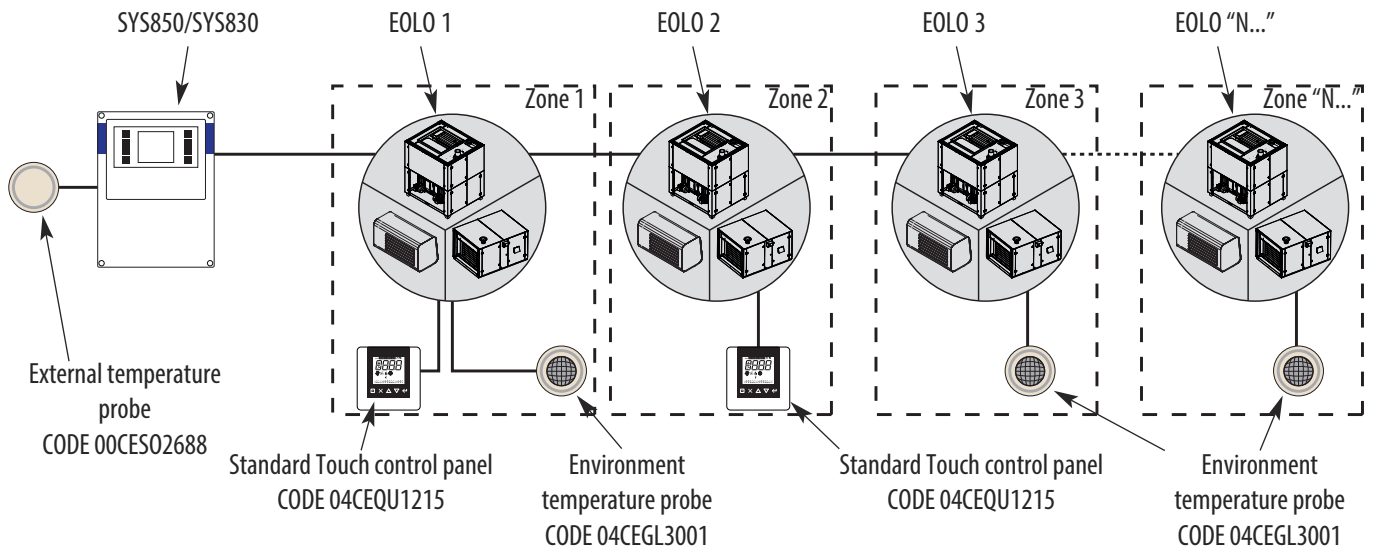 SYS850/SYS830
EOLO 1
EOLO 2
EOLO 3
EOLO “N...”
Zone 1
Zone 2
Zone 3
Zone “N...”
External temperature
probe
CODE 00CESO2688
Standard Touch control panel
CODE 04CEQU1215
Environment
temperature probe
CODE 04CEGL3001
Standard Touch control panel
CODE 04CEQU1215
Environment
temperature probe
CODE 04CEGL3001